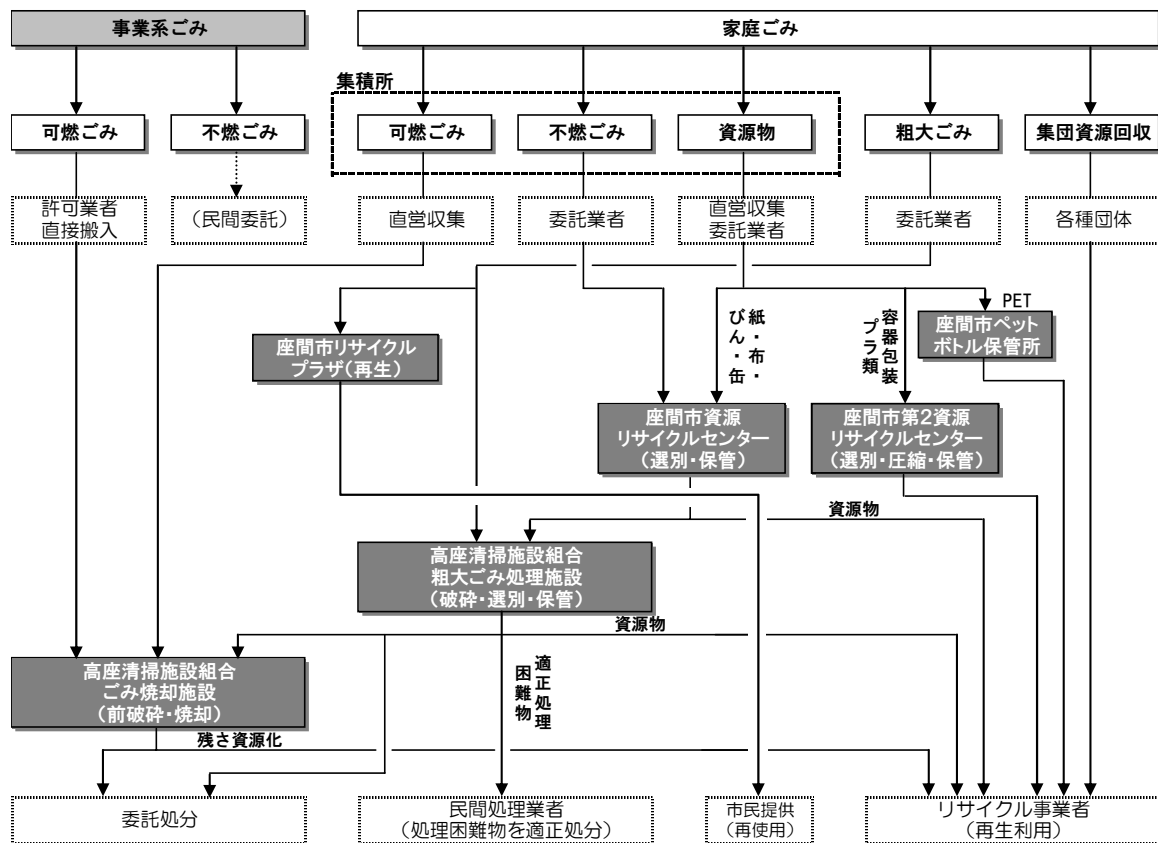 事業系ごみ
家庭ごみ
集積所
可燃ごみ
不燃ごみ
可燃ごみ
不燃ごみ
資源物
粗大ごみ
集団資源回収
許可業者
直接搬入
（民間委託）
直営収集
委託業者
直営収集
委託業者
委託業者
各種団体
紙・布・
びん・缶
容器包装
プラ類
PET
座間市ペット
ボトル保管所
座間市リサイクル
プラザ（再生）
座間市資源
リサイクルセンター
（選別・保管）
座間市第2資源
リサイクルセンター
（選別・圧縮・保管）
資源物
高座清掃施設組合
粗大ごみ処理施設
（破砕・選別・保管）
資源物
高座清掃施設組合
ごみ焼却施設
（前破砕・焼却）
適正処理
困難物
残さ資源化
委託処分
民間処理業者
（処理困難物を適正処分）
市民提供
（再使用）
リサイクル事業者
（再生利用）